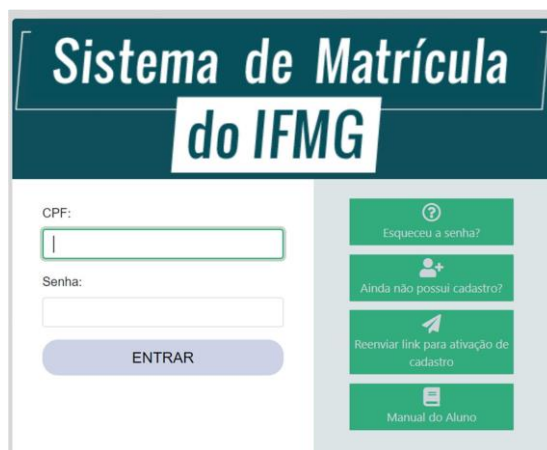 Sistema de Matrícula
do IFMG
CPF:
Senha:
ENTRAR
Esqueceu a senha?
Ainda não possui cadastro?
Reenviar link para ativação de
cadastro
Manual do Aluno